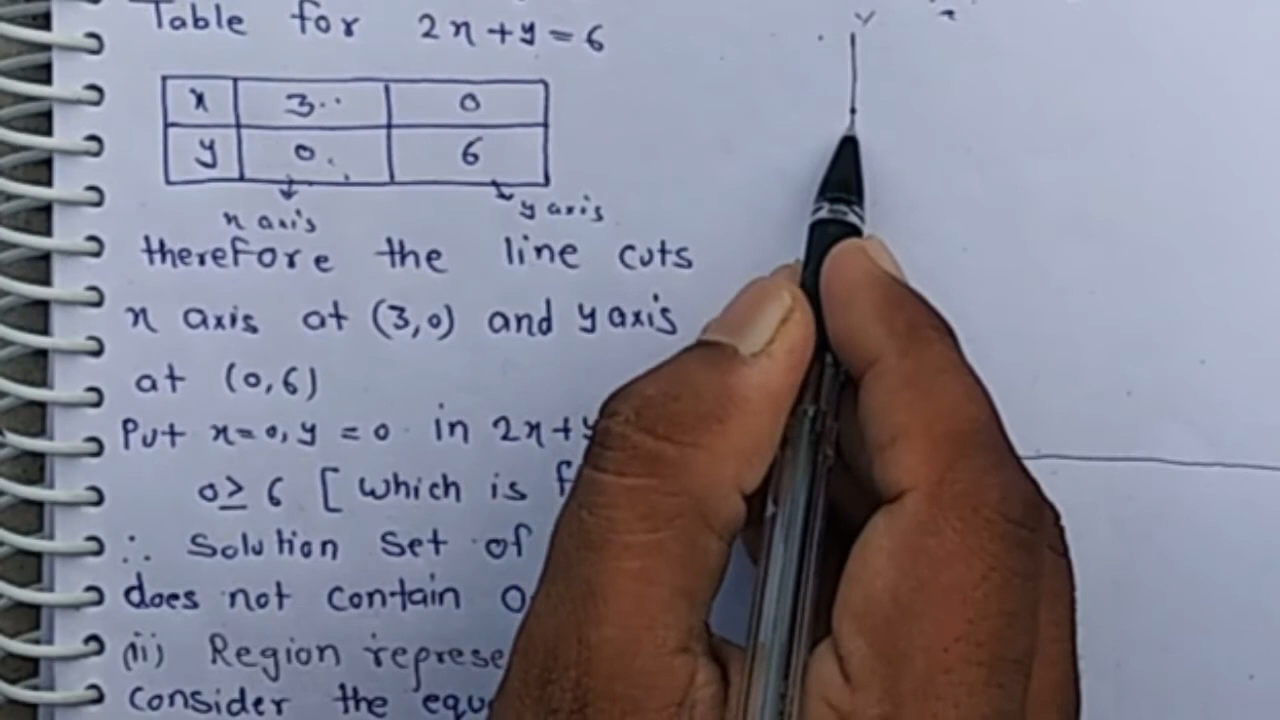 Table for 2x+y=6
x 3 0
y 0 6
x axis y axis
therefore the line cuts
x axis at (3,0) and y axis
at (0,6)
Put x=0, y=0 in 2x+y
0≥6 [which is
∴ Solution set of
does not contain
(ii) Region
consider the
Y